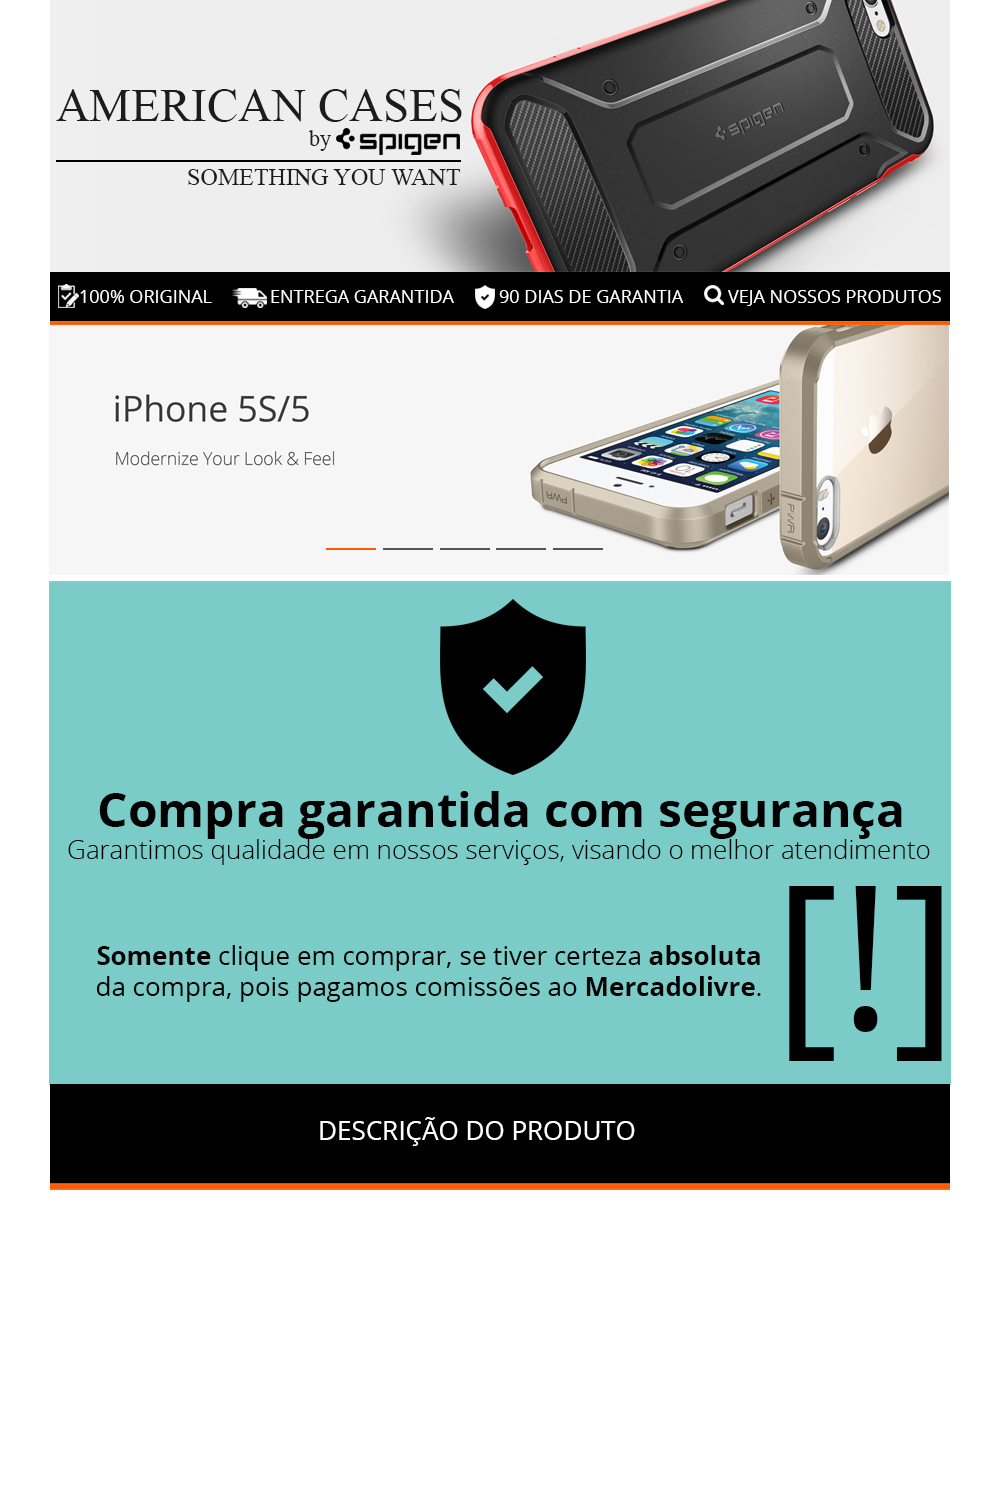 AMERICAN CASES
by spigen
SOMETHING YOU WANT
spigen
100% ORIGINAL ENTREGA GARANTIDA 90 DIAS DE GARANTIA VEJA NOSSOS PRODUTOS
iPhone 5S/5
Modernize Your Look & Feel
PWR
PWR
Compra garantida com segurança
Garantimos qualidade em nossos serviços, visando o melhor atendimento
[!]
Somente clique em comprar, se tiver certeza absoluta
da compra, pois pagamos comissões ao Mercadolivre.
DESCRIÇÃO DO PRODUTO